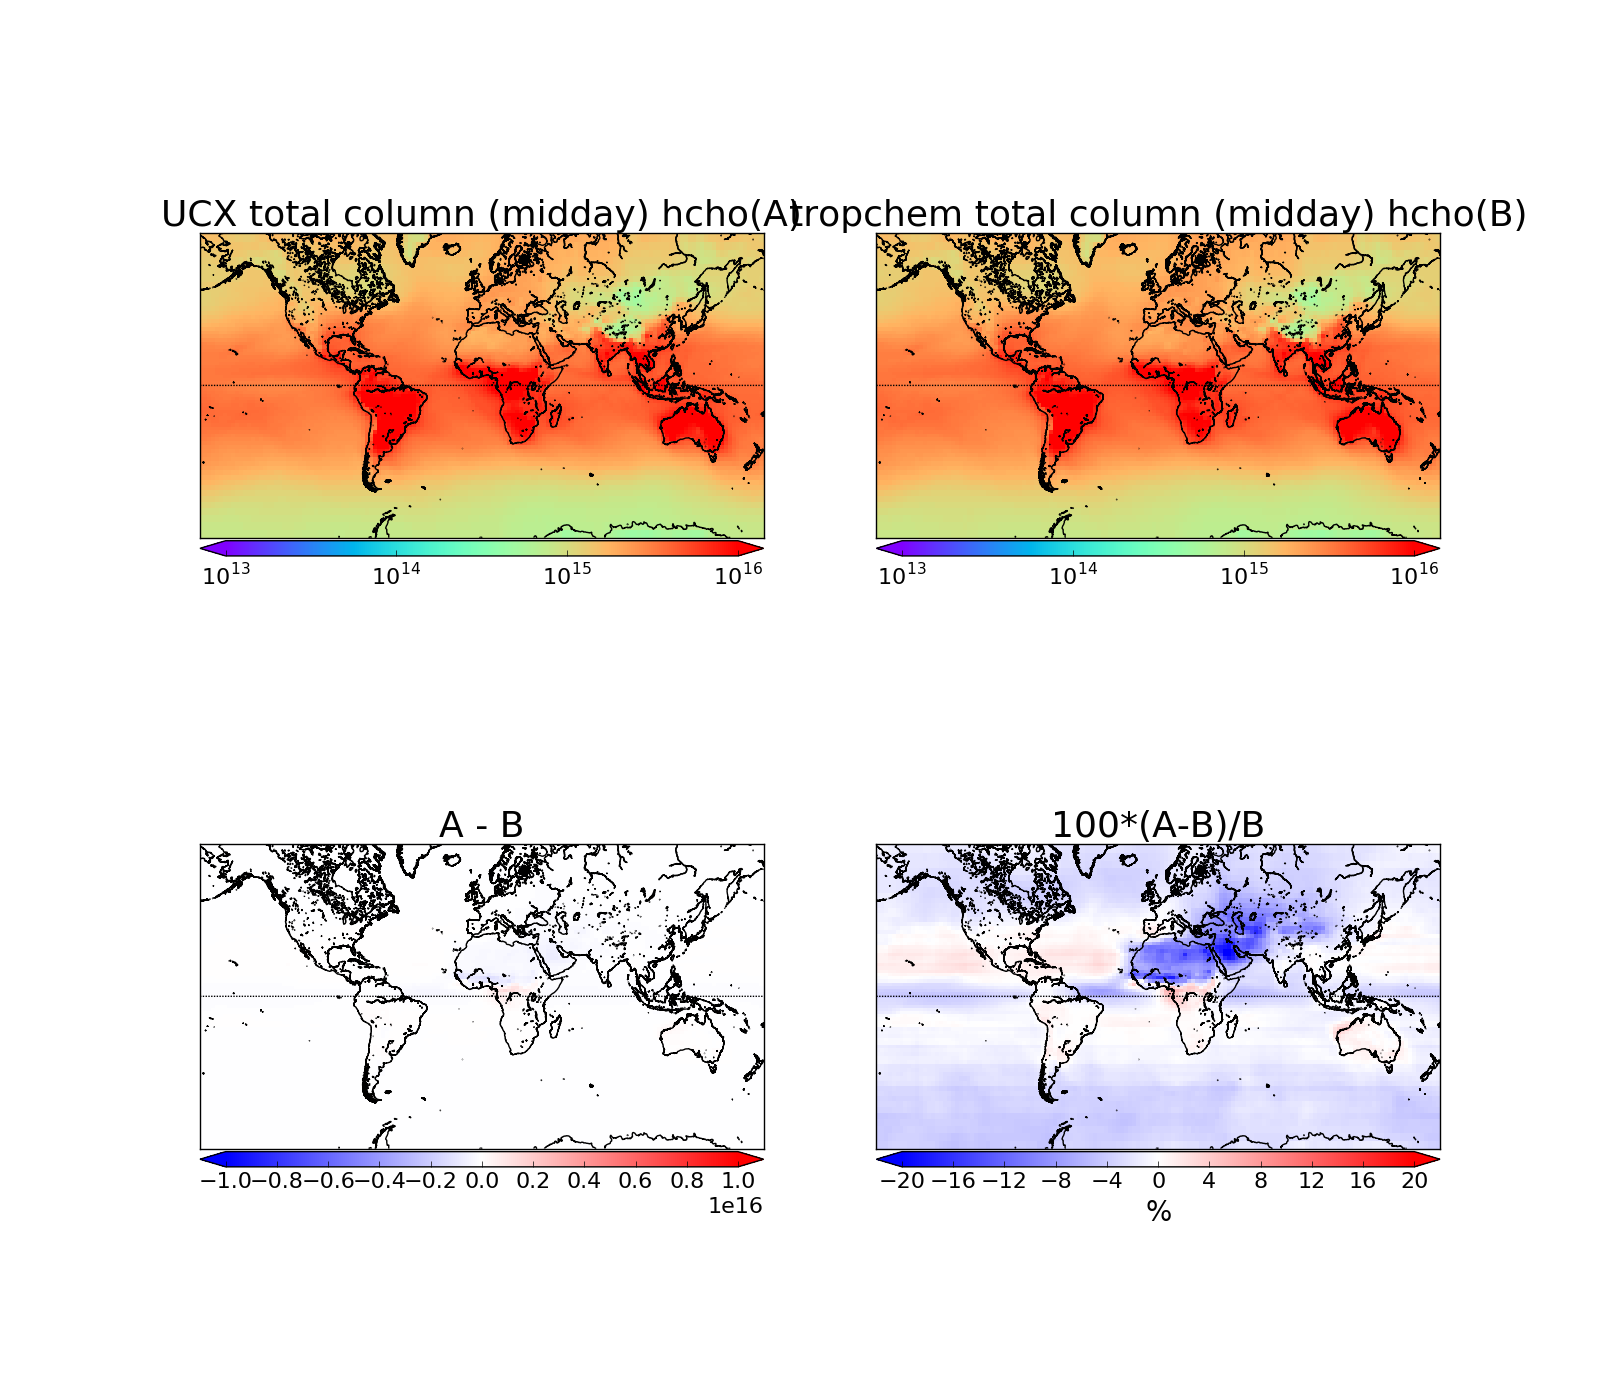 UCX total column (midday) hcho(A)
tropchem total column (midday) hcho(B)
10^13 10^14 10^15 10^16
10^13 10^14 10^15 10^16
A - B
100*(A-B)/B
−1.0 −0.8 −0.6 −0.4 −0.2 0.0 0.2 0.4 0.6 0.8 1.0
1e16
−20 −16 −12 −8 −4 0 4 8 12 16 20
%